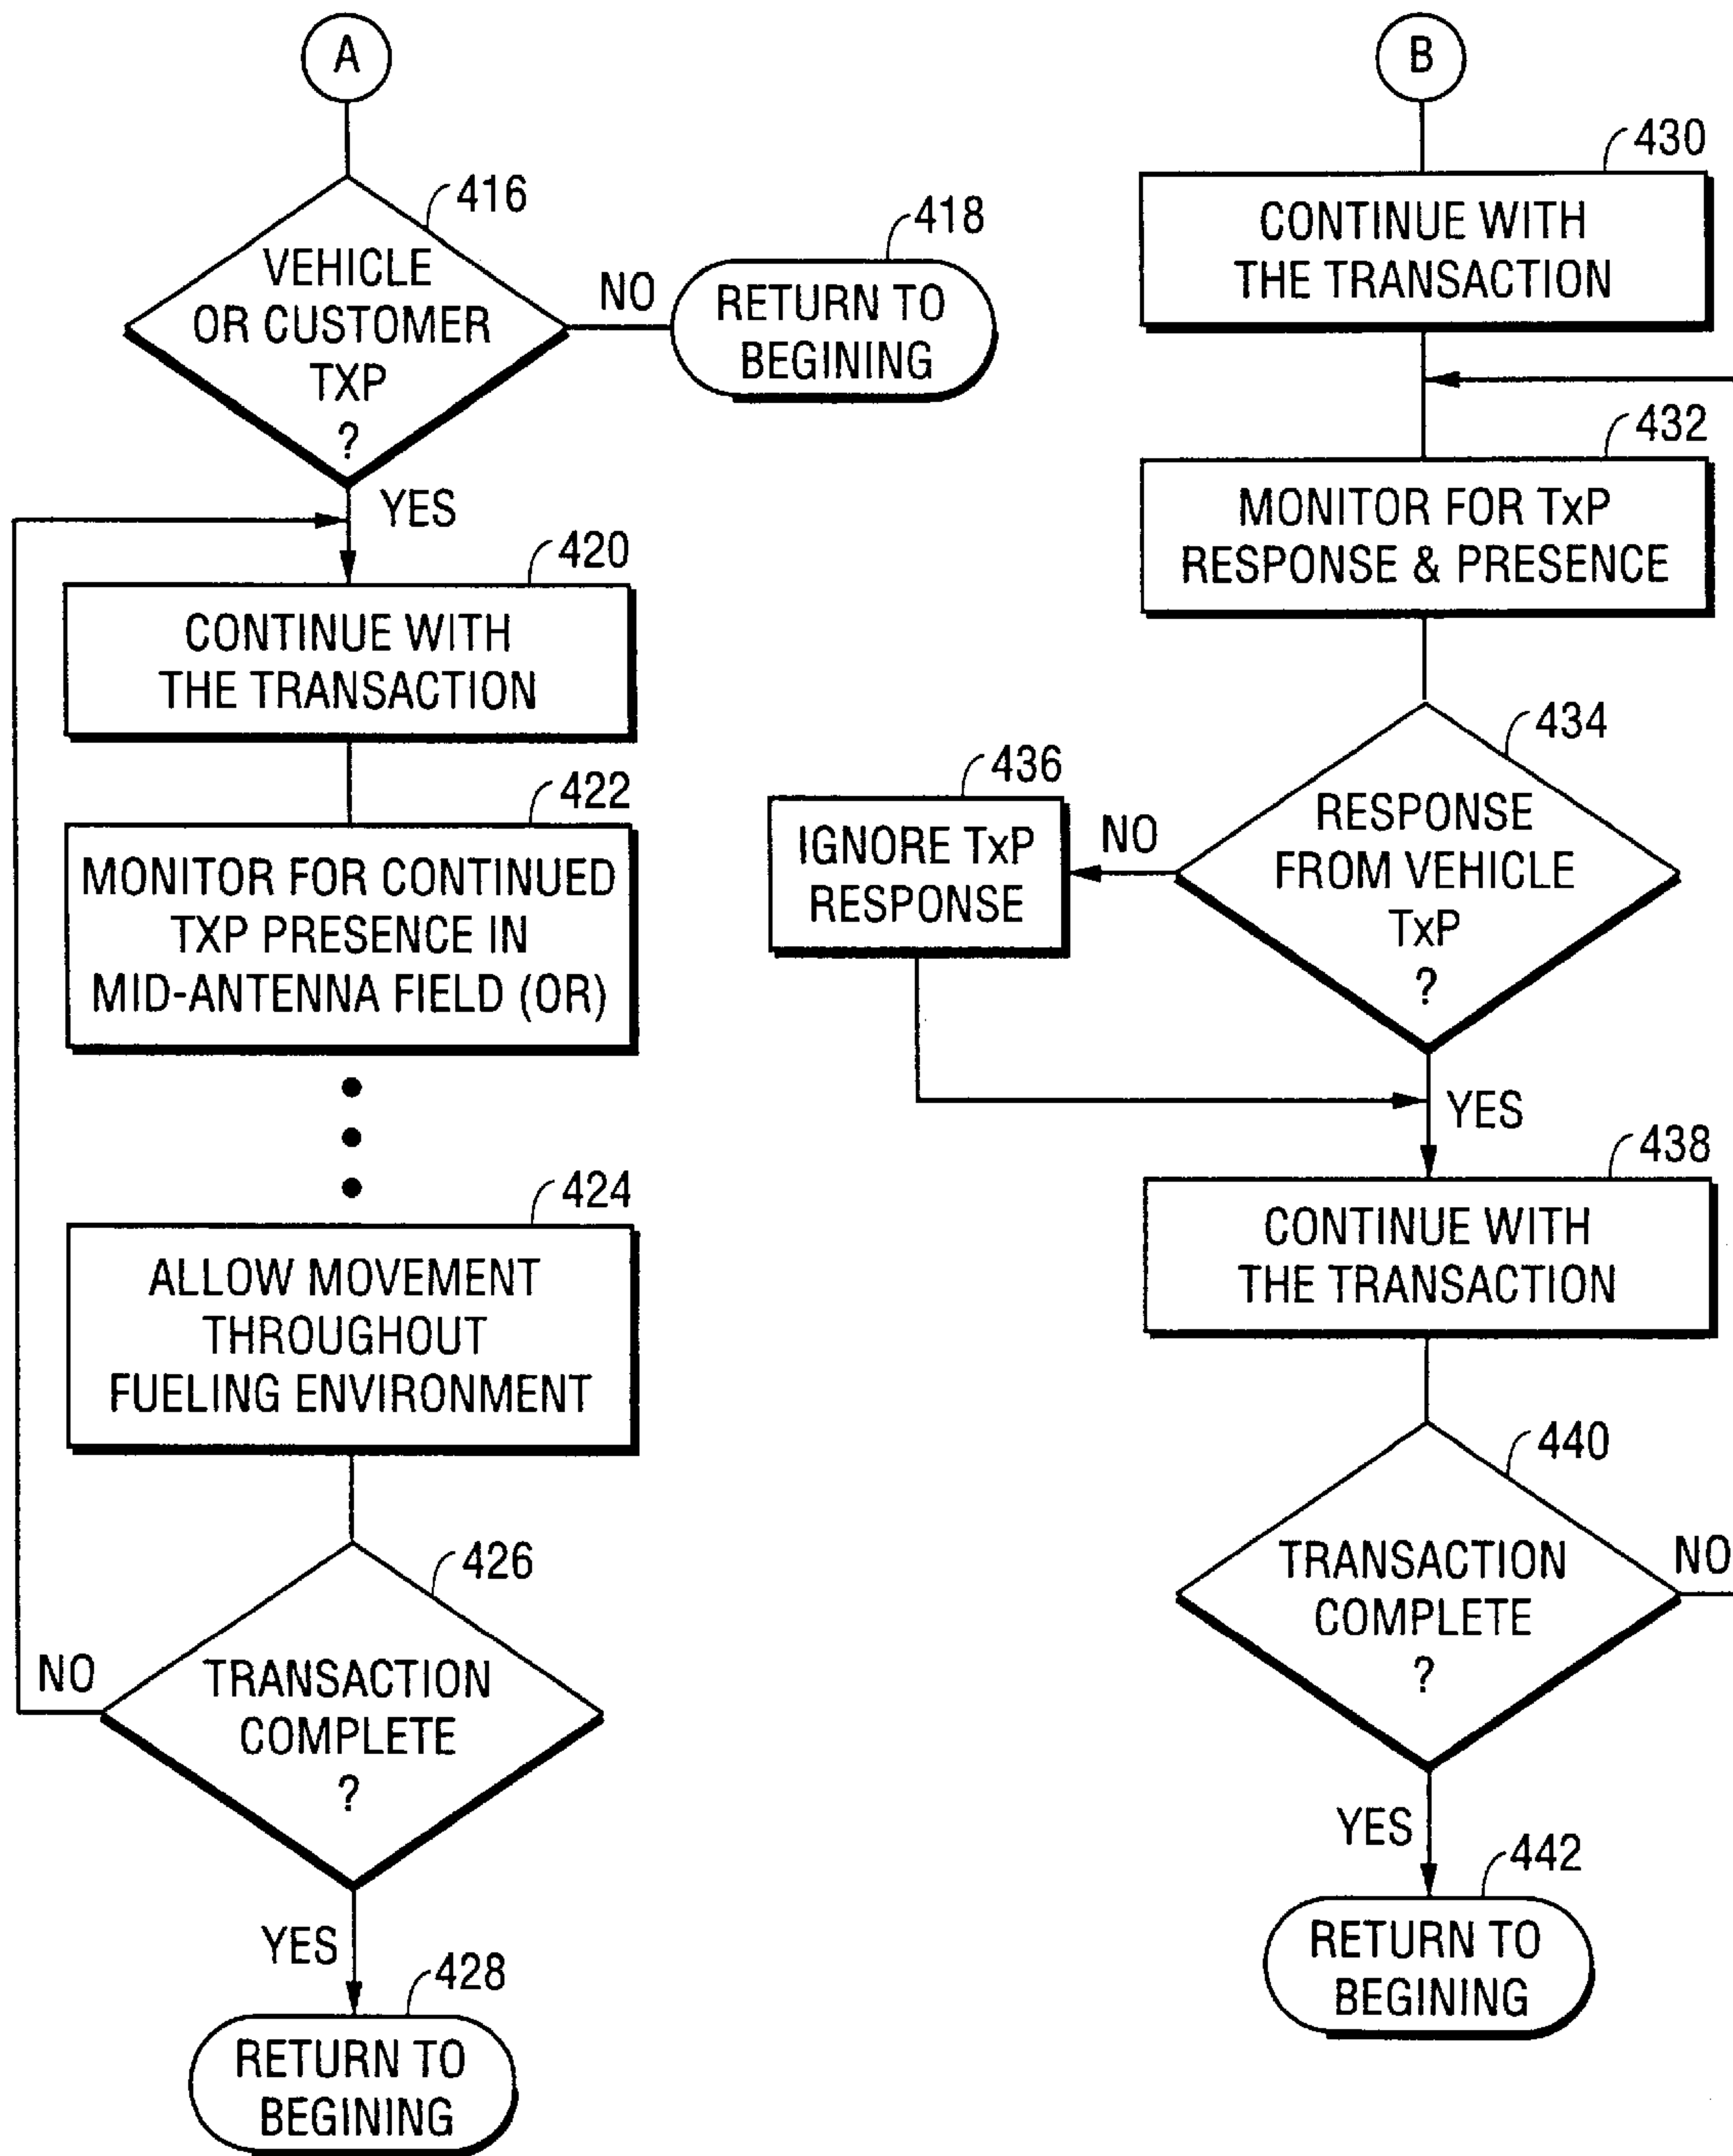 A
416
VEHICLE
OR CUSTOMER
TXP
?
NO
418
RETURN TO
BEGINING
YES
420
CONTINUE WITH
THE TRANSACTION
422
MONITOR FOR CONTINUED
TXP PRESENCE IN
MID-ANTENNA FIELD (OR)
424
ALLOW MOVEMENT
THROUGHOUT
FUELING ENVIRONMENT
426
TRANSACTION
COMPLETE
?
NO
YES
428
RETURN TO
BEGINING
B
430
CONTINUE WITH
THE TRANSACTION
432
MONITOR FOR TxP
RESPONSE & PRESENCE
434
RESPONSE
FROM VEHICLE
TxP
?
NO
436
IGNORE TxP
RESPONSE
YES
438
CONTINUE WITH
THE TRANSACTION
440
TRANSACTION
COMPLETE
?
NO
YES
442
RETURN TO
BEGINING